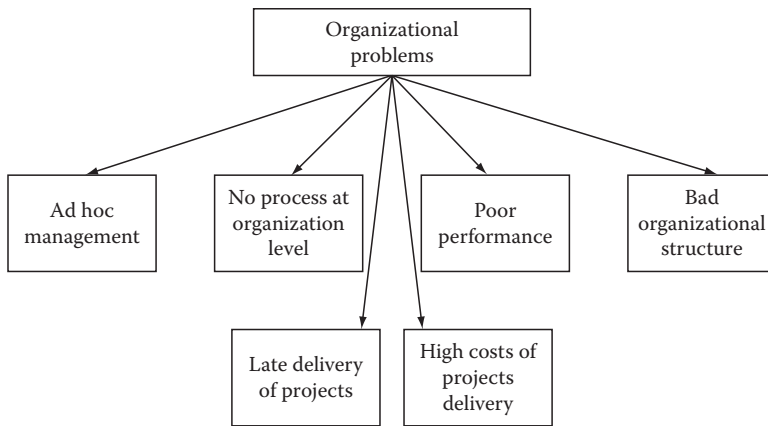 Organizational
problems
Ad hoc
management
No process at
organization
level
Poor
performance
Bad
organizational
structure
Late delivery
of projects
High costs of
projects
delivery